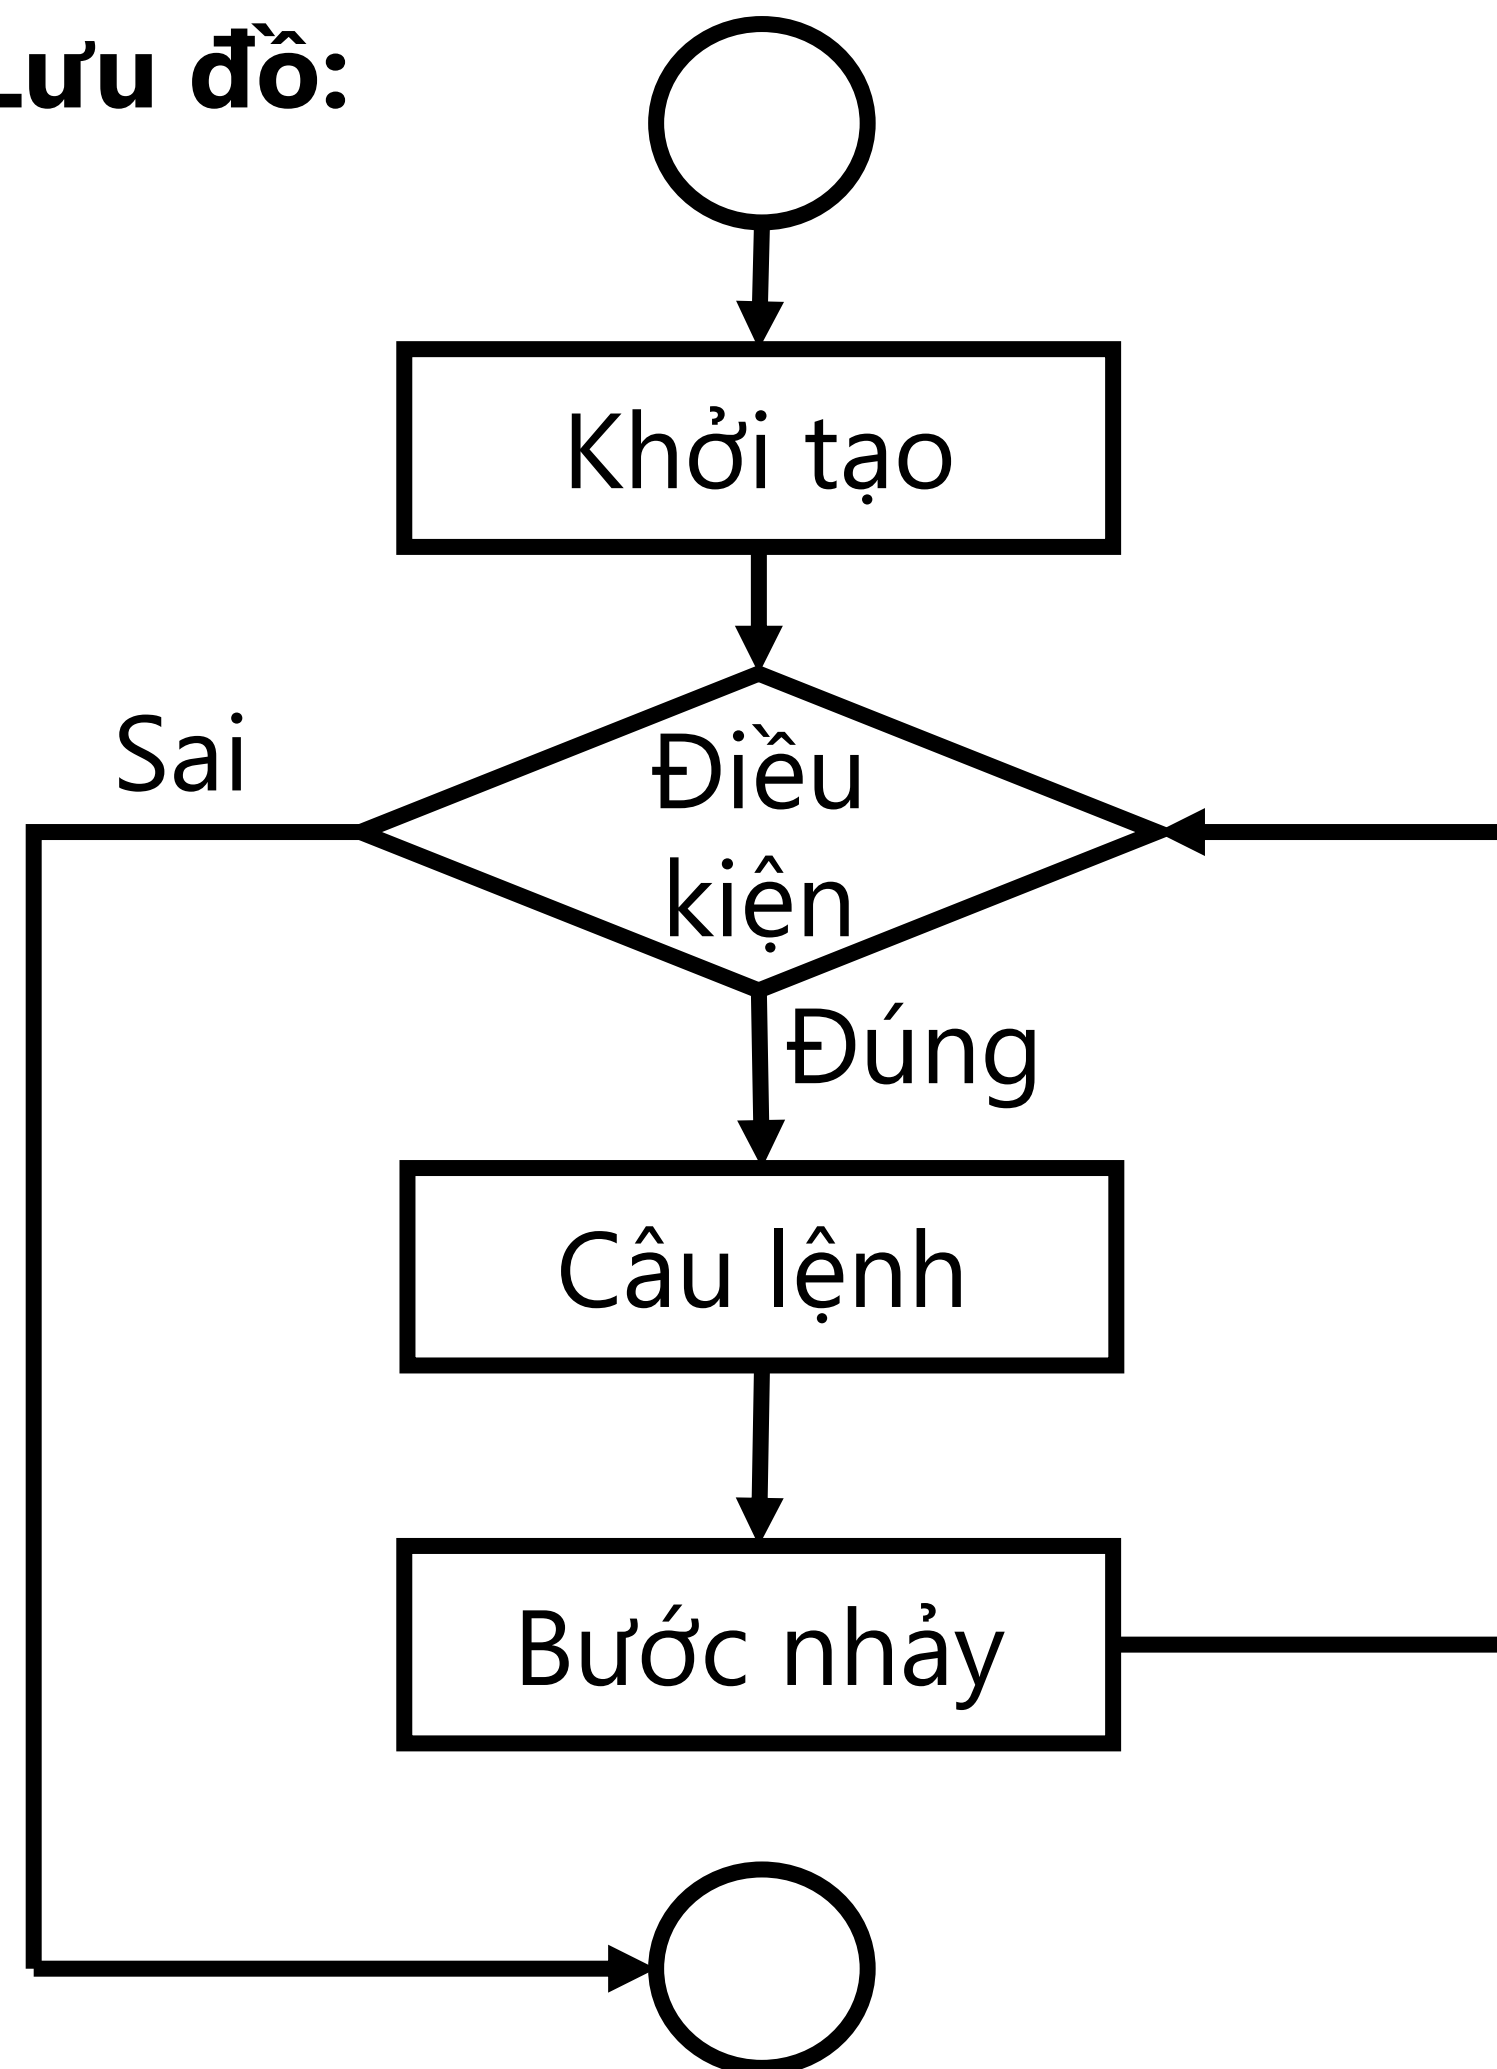 Lưu đồ:
Khởi tạo
Sai
Điều
kiện
Đúng
Câu lệnh
Bước nhảy